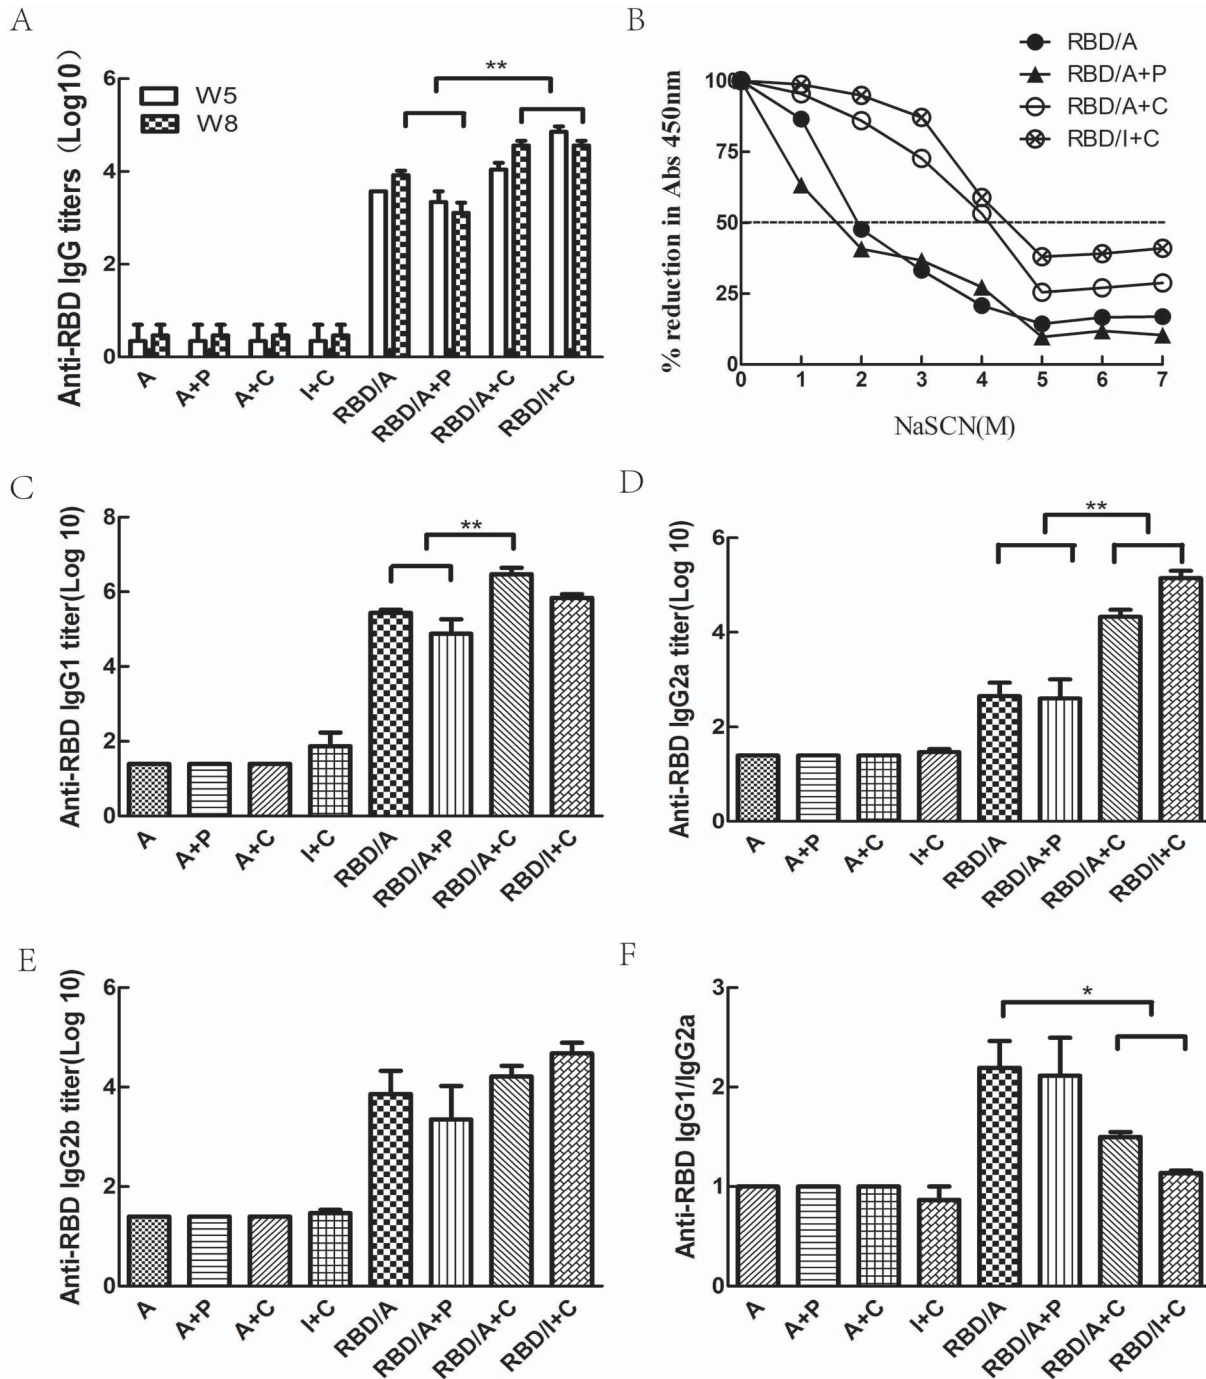 A
Anti-RBD IgG titers (Log10)
6
4
2
0
W5
W8
**
A
A+P
A+C
I+C
RBD/A
RBD/A+P
RBD/A+C
RBD/I+C
B
% reduction in Abs 450nm
100
75
50
25
0
RBD/A
RBD/A+P
RBD/A+C
RBD/I+C
0 1 2 3 4 5 6 7
NaSCN(M)
C
Anti-RBD IgG1 titer(Log 10)
8
6
4
2
0
**
A
A+P
A+C
I+C
RBD/A
RBD/A+P
RBD/A+C
RBD/I+C
D
Anti-RBD IgG2a titer(Log 10)
6
4
2
0
**
A
A+P
A+C
I+C
RBD/A
RBD/A+P
RBD/A+C
RBD/I+C
E
Anti-RBD IgG2b titer(Log 10)
6
4
2
0
A
A+P
A+C
I+C
RBD/A
RBD/A+P
RBD/A+C
RBD/I+C
F
Anti-RBD IgG1/IgG2a
3
2
1
0
*
A
A+P
A+C
I+C
RBD/A
RBD/A+P
RBD/A+C
RBD/I+C